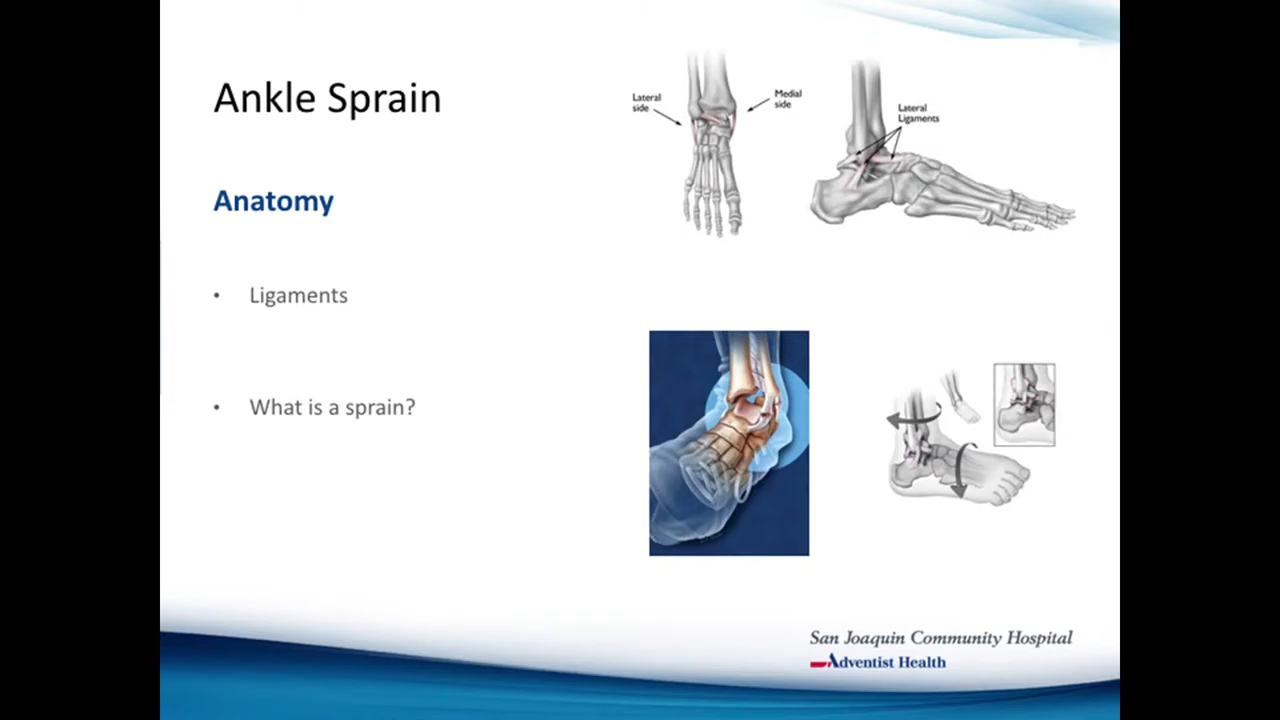 Ankle Sprain
Anatomy
• Ligaments
• What is a sprain?
Lateral
side
Medial
side
Lateral
Ligaments
San Joaquin Community Hospital
Adventist Health